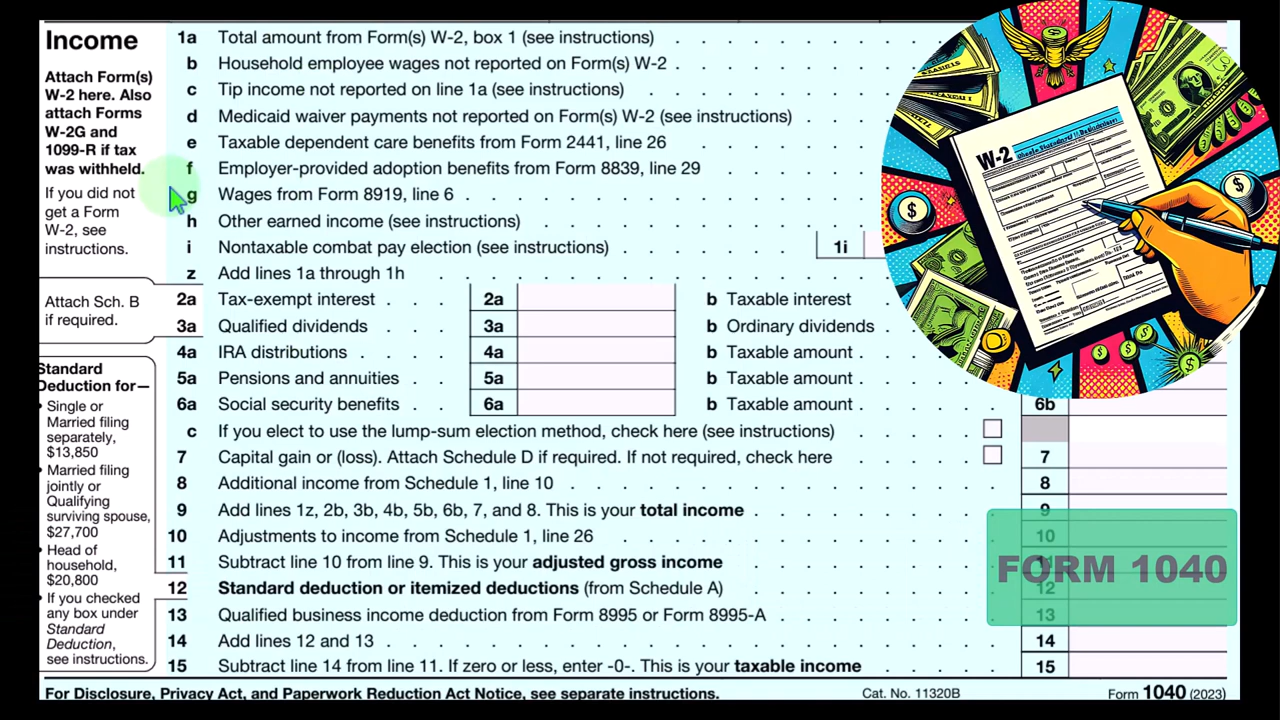 Income
Attach Form(s)
W-2 here. Also
attach Forms
W-2G and
1099-R if tax
was withheld.
If you did not
get a Form
W-2, see
instructions.
1a Total amount from Form(s) W-2, box 1 (see instructions)
b Household employee wages not reported on Form(s) W-2
c Tip income not reported on line 1a (see instructions)
d Medicaid waiver payments not reported on Form(s) W-2 (see instructions)
e Taxable dependent care benefits from Form 2441, line 26
f Employer-provided adoption benefits from Form 8839, line 29
g Wages from Form 8919, line 6
h Other earned income (see instructions)
i Nontaxable combat pay election (see instructions) 1i
z Add lines 1a through 1h
Attach Sch. B
if required.
2a Tax-exempt interest 2a b Taxable interest
3a Qualified dividends 3a b Ordinary dividends
4a IRA distributions 4a b Taxable amount
5a Pensions and annuities 5a b Taxable amount
6a Social security benefits 6a b Taxable amount 6b
c If you elect to use the lump-sum election method, check here (see instructions)
7 Capital gain or (loss). Attach Schedule D if required. If not required, check here 7
8 Additional income from Schedule 1, line 10 8
9 Add lines 1z, 2b, 3b, 4b, 5b, 6b, 7, and 8. This is your total income 9
10 Adjustments to income from Schedule 1, line 26 10
11 Subtract line 10 from line 9. This is your adjusted gross income 11
12 Standard deduction or itemized deductions (from Schedule A) 12
13 Qualified business income deduction from Form 8995 or Form 8995-A 13
14 Add lines 12 and 13 14
15 Subtract line 14 from line 11. If zero or less, enter -0-. This is your taxable income 15
Standard
Deduction for—
• Single or
Married filing
separately,
$13,850
• Married filing
jointly or
Qualifying
surviving spouse,
$27,700
• Head of
household,
$20,800
• If you checked
any box under
Standard
Deduction,
see instructions.
For Disclosure, Privacy Act, and Paperwork Reduction Act Notice, see separate instructions. Cat. No. 11320B Form 1040 (2023)
W-2
FORM 1040